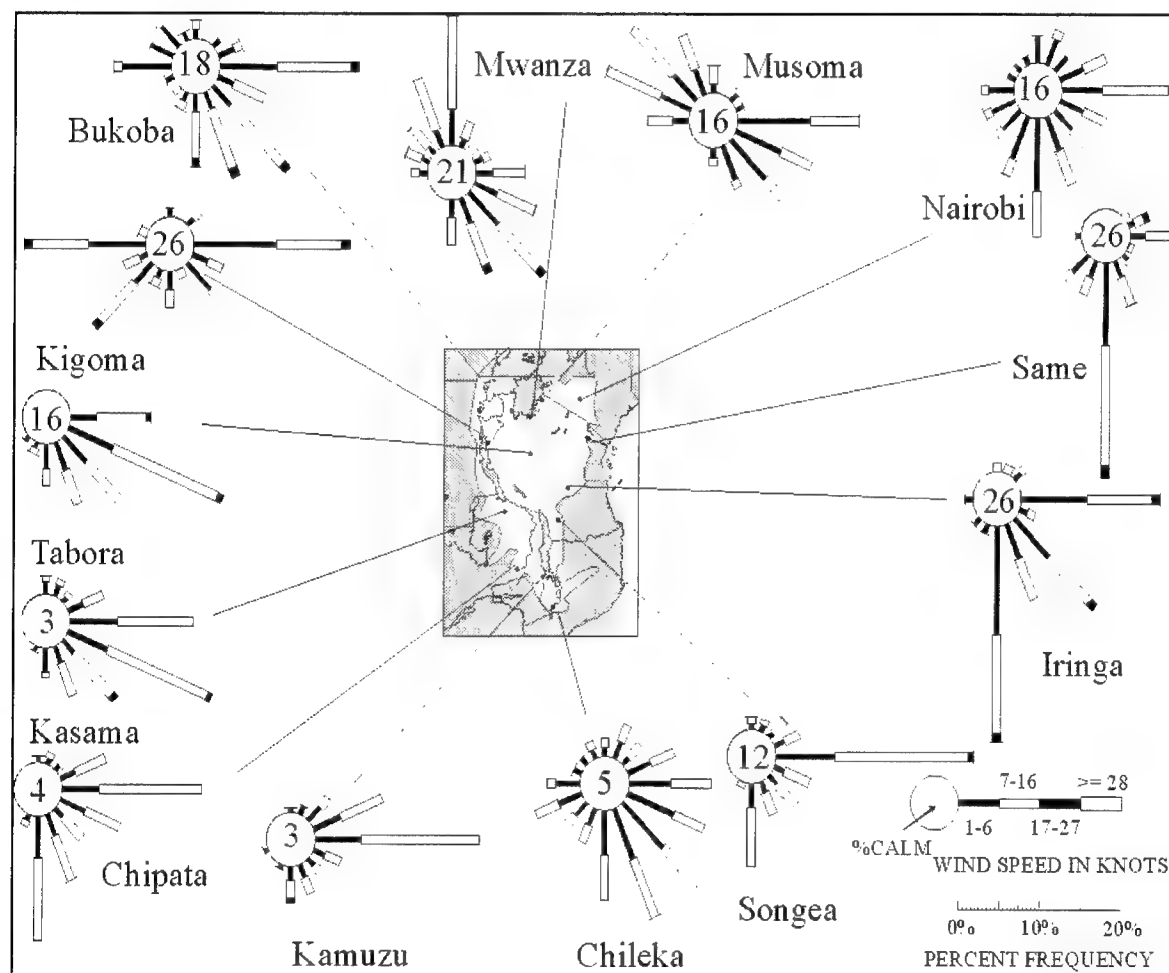 18
Bukoba
Mwanza
21
Musoma
16
16
Nairobi
26
Kigoma
26
Same
16
Tabora
26
Iringa
3
Kasama
4
Chipata
3
Kamuzu
5
Chileka
12
Songea
7-16 >= 28
1-6 17-27
%CALM
WIND SPEED IN KNOTS
0% 10% 20%
PERCENT FREQUENCY